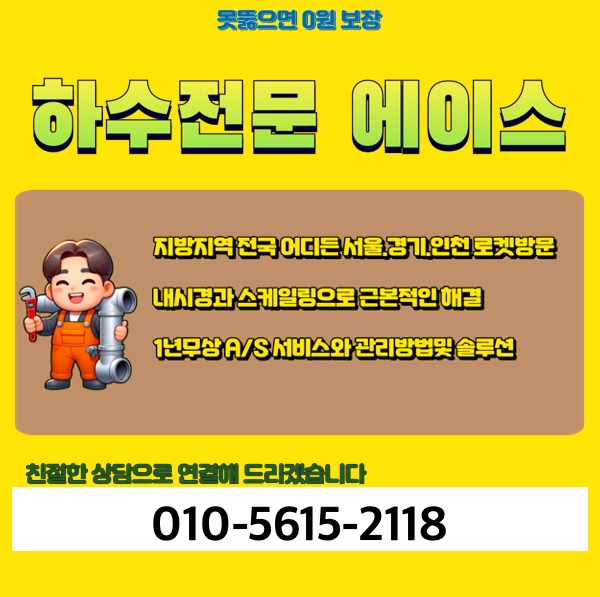 못뚫으면 0원 보장
하수전문 에이스
지방지역 전국 어디든 서울.경기.인천 로켓방문
내시경과 스케일링으로 근본적인 해결
1년무상 A/S 서비스와 관리방법및 솔루션
친절한 상담으로 연결해 드리겠습니다
010-5615-2118